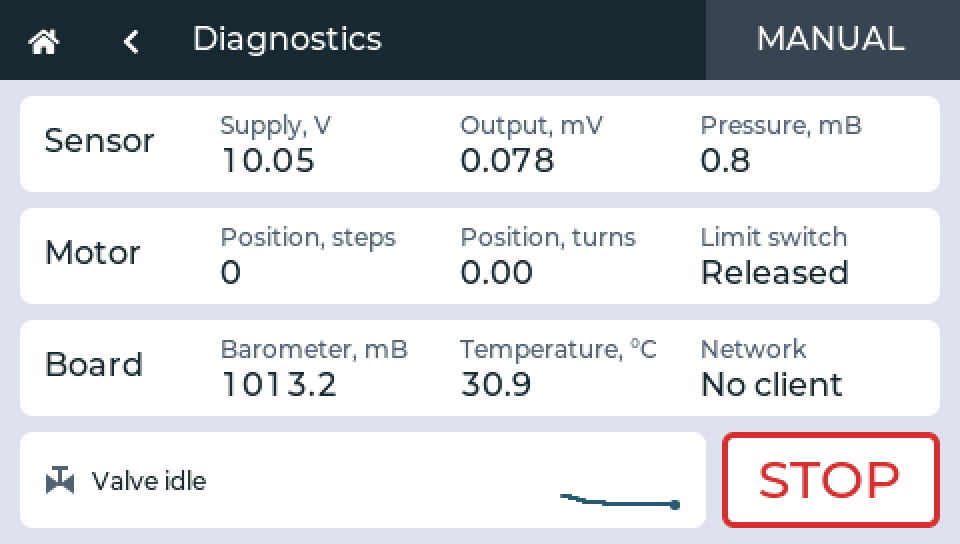 Diagnostics MANUAL
Sensor
Supply, V Output, mV Pressure, mB
10.05 0.078 0.8
Motor
Position, steps Position, turns Limit switch
0 0.00 Released
Board
Barometer, mB Temperature, °C Network
1013.2 30.9 No client
Valve idle STOP